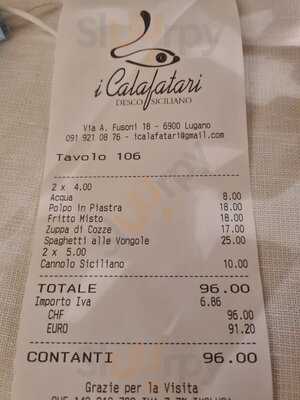 i Calafatari
DESCO SICILIANO
Via A. Fusoni 18 - 6900 Lugano
091 921 08 76 - icalafatari@gmail.com
Tavolo 106
2 x 4.00
Acqua 8.00
Polpo in Piastra 18.00
Fritto Misto 18.00
Zuppa di Cozze 17.00
Spaghetti alle Vongole 25.00
2 x 5.00
Cannolo Siciliano 10.00
TOTALE 96.00
Importo Iva 6.86
CHF 96.00
EURO 91.20
CONTANTI 96.00
Grazie per la Visita